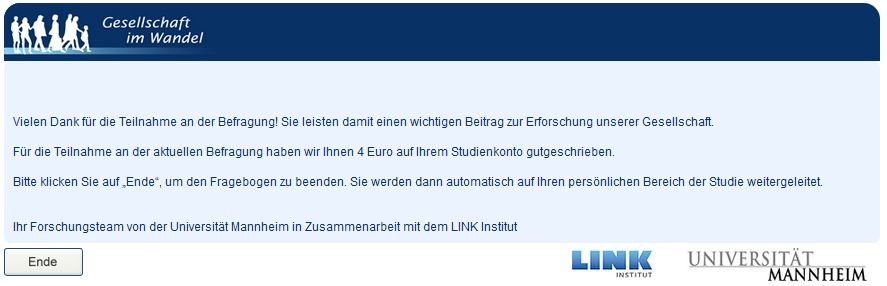 Gesellschaft
im Wandel
Vielen Dank für die Teilnahme an der Befragung! Sie leisten damit einen wichtigen Beitrag zur Erforschung unserer Gesellschaft.
Für die Teilnahme an der aktuellen Befragung haben wir Ihnen 4 Euro auf Ihrem Studienkonto gutgeschrieben.
Bitte klicken Sie auf „Ende“, um den Fragebogen zu beenden. Sie werden dann automatisch auf Ihren persönlichen Bereich der Studie weitergeleitet.
Ihr Forschungsteam von der Universität Mannheim in Zusammenarbeit mit dem LINK Institut
Ende
LINK
INSTITUT
UNIVERSITÄT
MANNHEIM